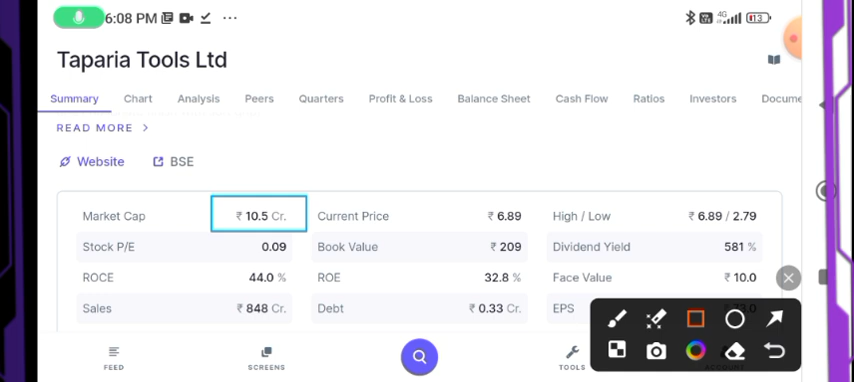 6:08 PM
4G
13
Taparia Tools Ltd
Summary Chart Analysis Peers Quarters Profit & Loss Balance Sheet Cash Flow Ratios Investors Docume
READ MORE >
Website BSE
Market Cap ₹ 10.5 Cr. Current Price ₹ 6.89 High / Low ₹ 6.89 / 2.79
Stock P/E 0.09 Book Value ₹ 209 Dividend Yield 581 %
ROCE 44.0 % ROE 32.8 % Face Value ₹ 10.0
Sales ₹ 848 Cr. Debt ₹ 0.33 Cr. EPS
FEED SCREENS TOOLS